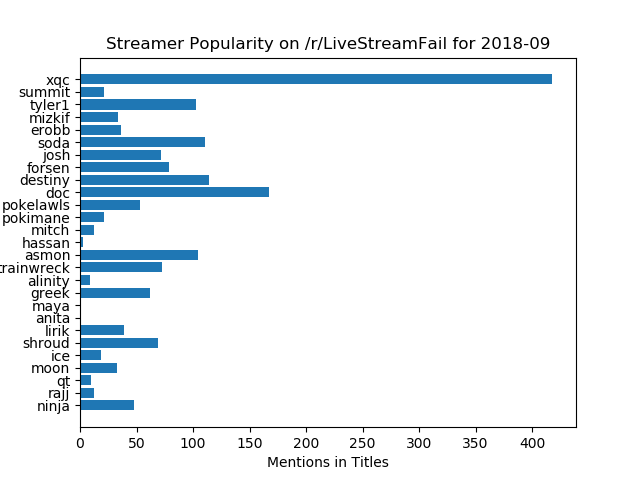 Streamer Popularity on /r/LiveStreamFail for 2018-09
xqc
summit
tyler1
mizkif
erobb
soda
josh
forsen
destiny
doc
pokelawls
pokimane
mitch
hassan
asmon
trainwreck
alinity
greek
maya
anita
lirik
shroud
ice
moon
qt
rajj
ninja
0 50 100 150 200 250 300 350 400
Mentions in Titles